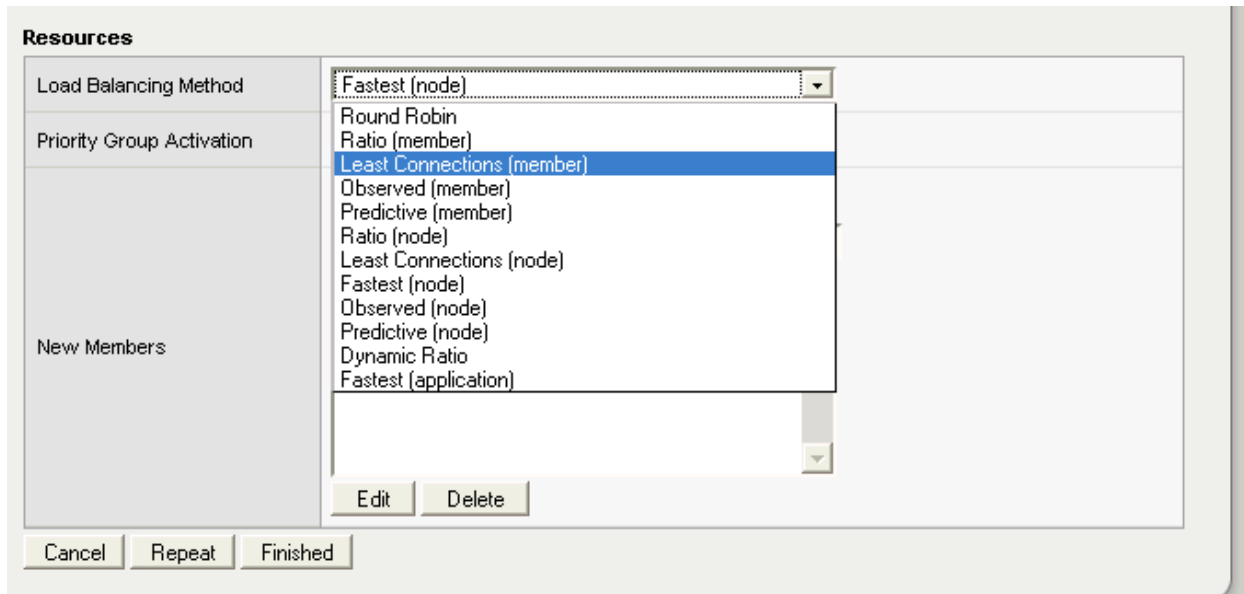 Resources
Load Balancing Method
Fastest (node)
Round Robin
Priority Group Activation
Ratio (member)
Least Connections (member)
Observed (member)
Predictive (member)
Ratio (node)
Least Connections (node)
Fastest (node)
Observed (node)
Predictive (node)
New Members
Dynamic Ratio
Fastest (application)
Edit
Delete
Cancel
Repeat
Finished